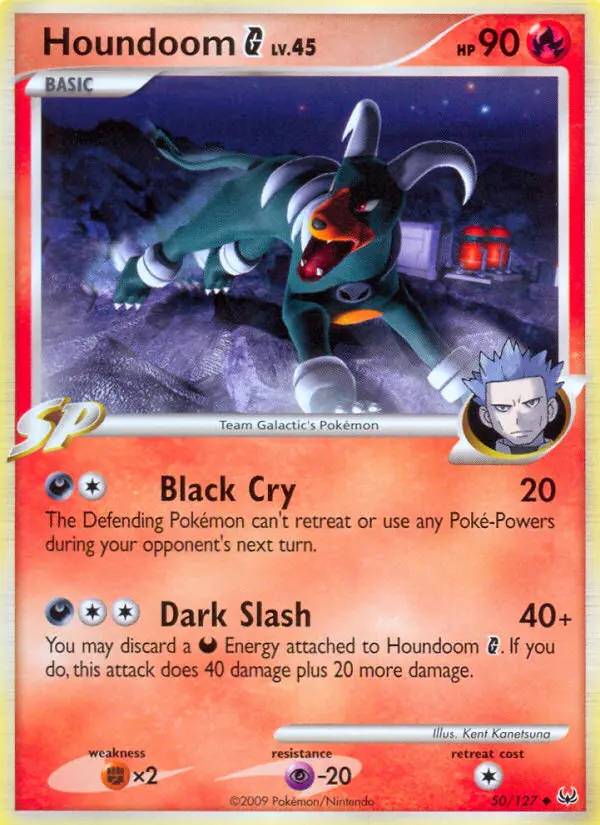 Houndoom G LV.45 HP 90
BASIC
SP
Team Galactic's Pokémon
Black Cry 20
The Defending Pokémon can't retreat or use any Poké-Powers
during your opponent's next turn.
Dark Slash 40+
You may discard a Energy attached to Houndoom G. If you
do, this attack does 40 damage plus 20 more damage.
Illus. Kent Kanetsuna
weakness resistance retreat cost
×2 -20
©2009 Pokémon/Nintendo 50/127